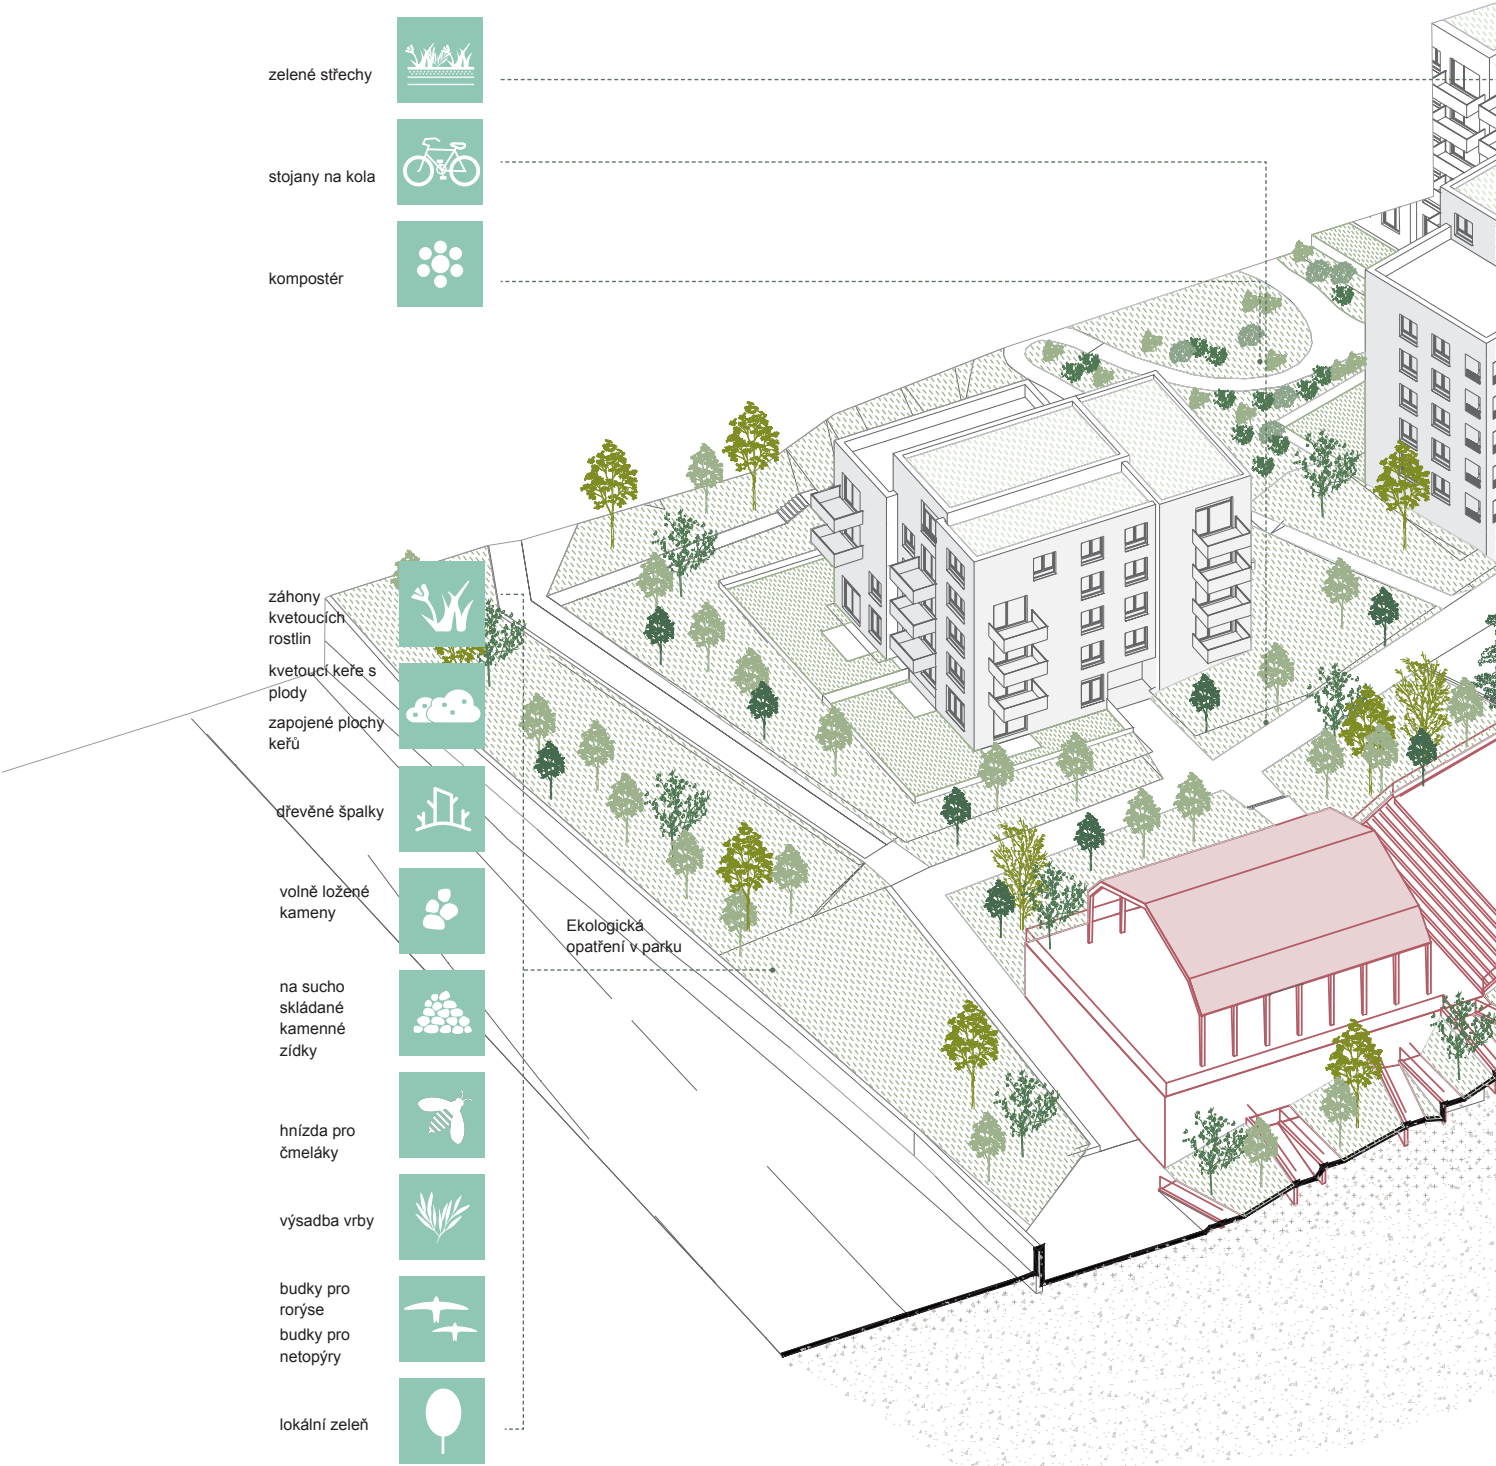 zelené střechy
stojany na kola
kompostér
záhony
kvetoucích
rostlin
kvetoucí keře s
plody
zapojené plochy
keřů
dřevěné špalky
volně ložené
kameny
Ekologická
opatření v parku
na sucho
skládané
kamenné
zídky
hnízda pro
čmeláky
výsadba vrby
budky pro
rorýse
budky pro
netopýry
lokální zeleň